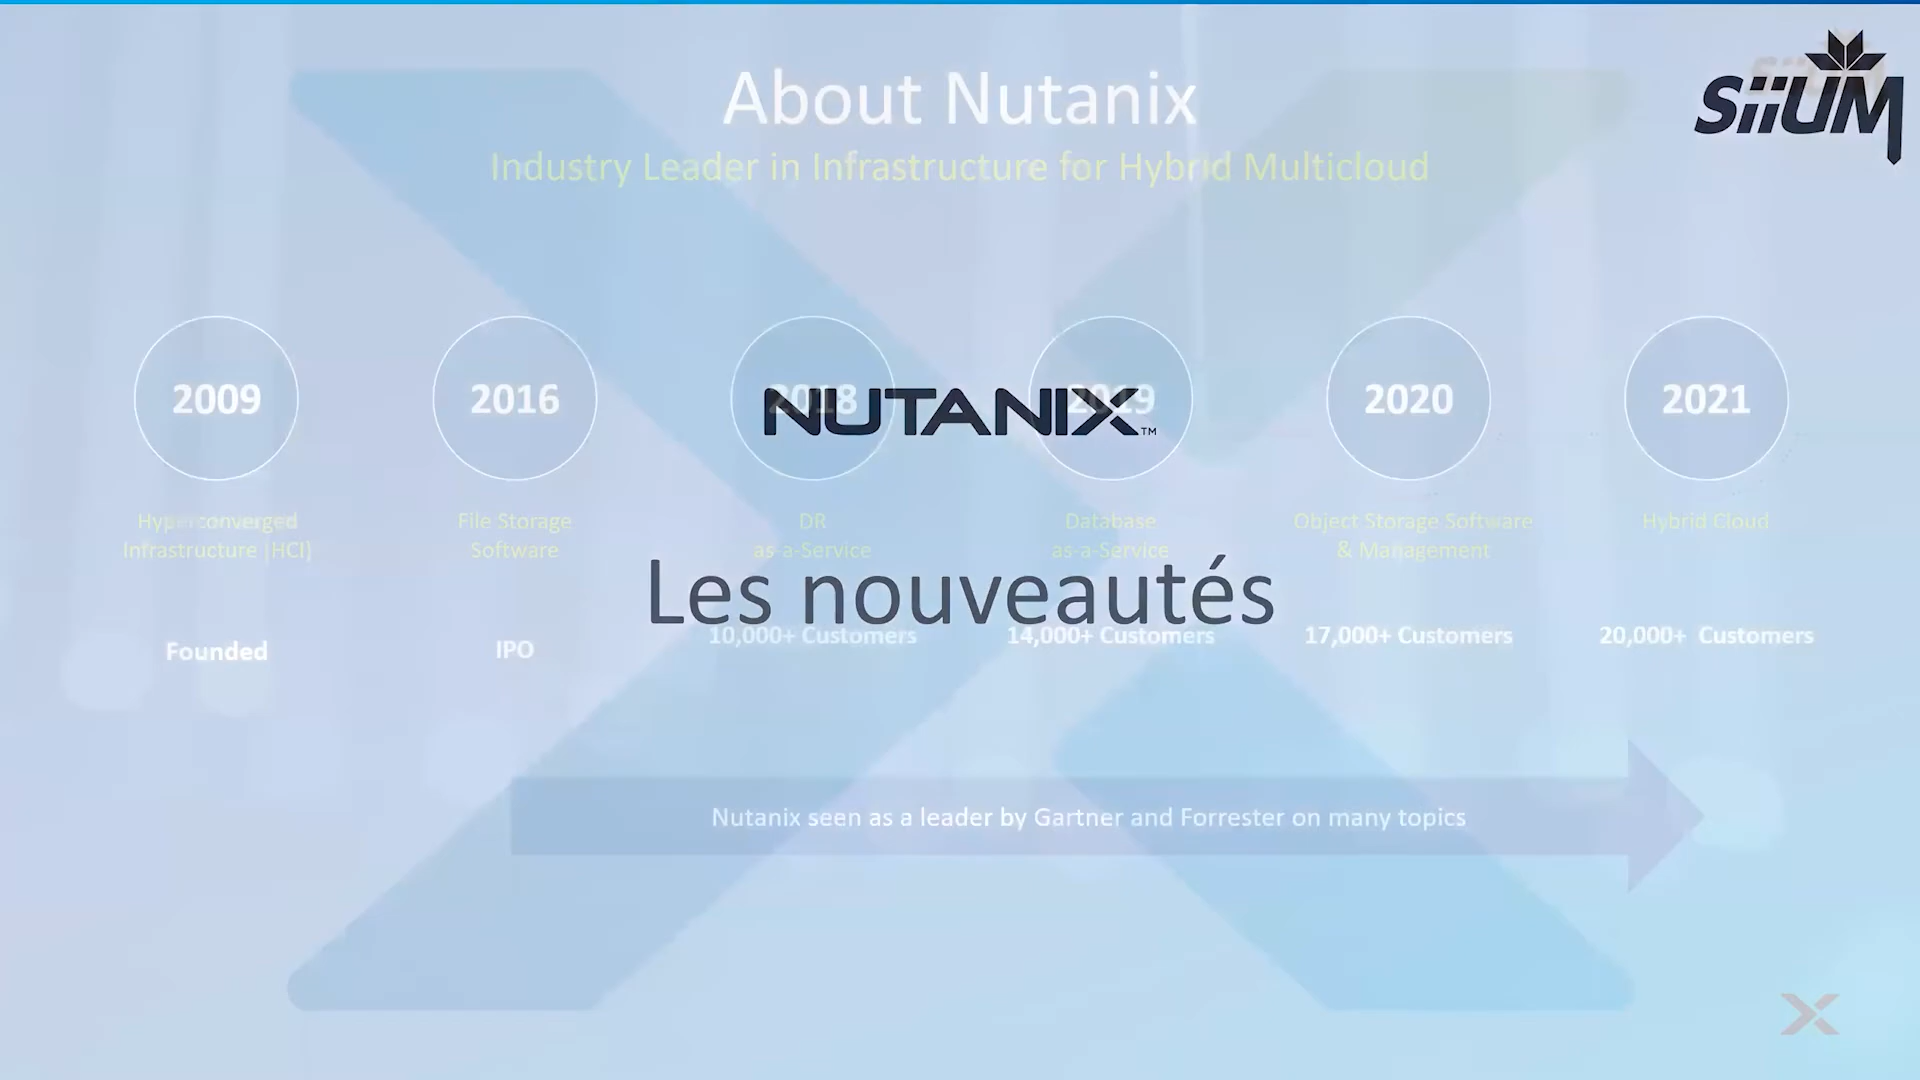 SiiUM
About Nutanix
Industry Leader in Infrastructure for Hybrid Multicloud
2009
2016
2018
2019
2020
2021
NUTANIX™
Hyperconverged
Infrastructure (HCI)
File Storage
Software
DR
as-a-Service
Database
as-a-Service
Object Storage Software
& Management
Hybrid Cloud
Les nouveautés
Founded
IPO
10,000+ Customers
14,000+ Customers
17,000+ Customers
20,000+ Customers
Nutanix seen as a leader by Gartner and Forrester on many topics